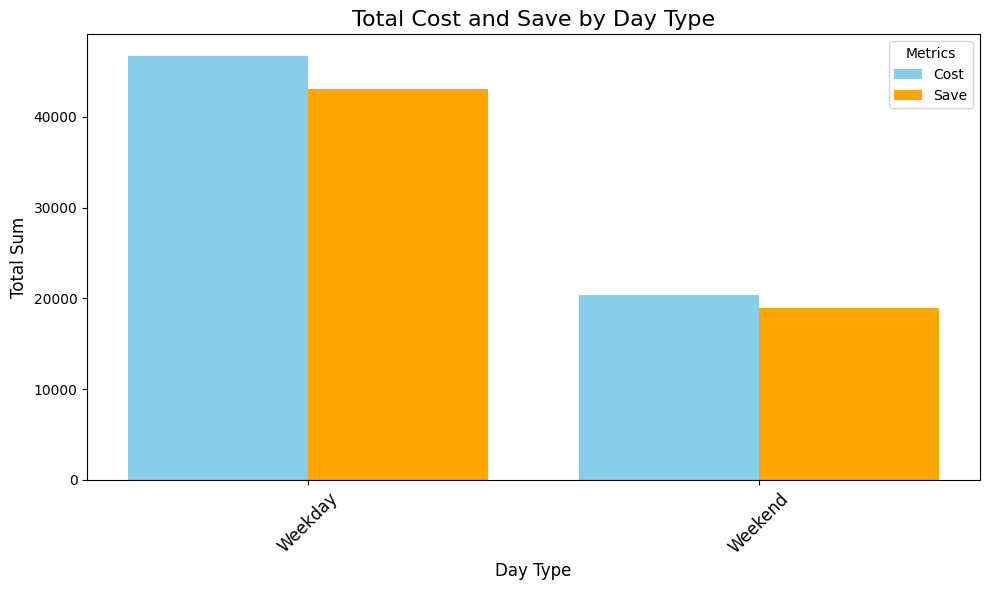 Total Cost and Save by Day Type
Metrics
Cost
Save
Total Sum
40000
30000
20000
10000
0
Weekday
Weekend
Day Type